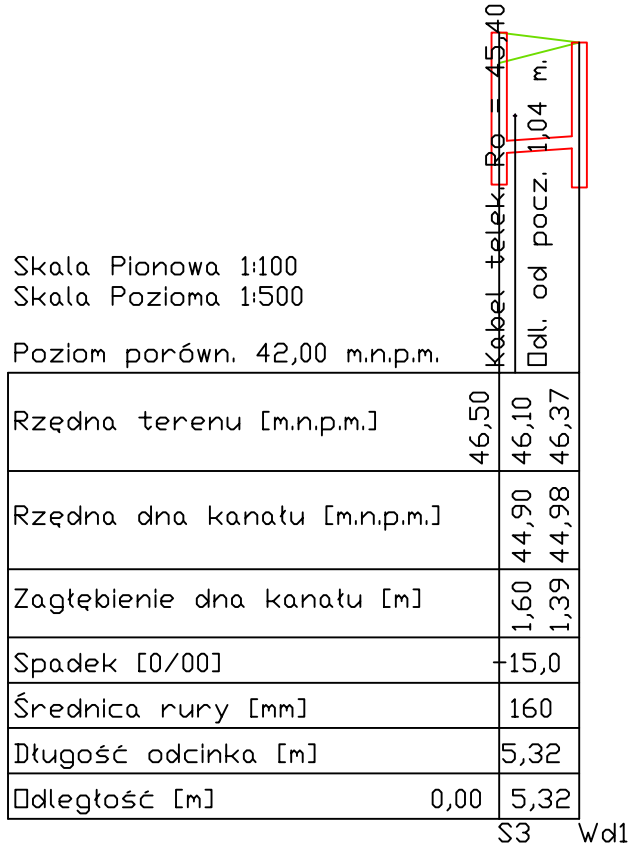 Kabel telek. Ro = 45,40
Odl. od pocz. 1,04 m.
Skala Pionowa 1:100
Skala Pozioma 1:500
Poziom porówn. 42,00 m.n.p.m.
Rzędna terenu [m.n.p.m.] 46,50 46,10 46,37
Rzędna dna kanału [m.n.p.m.] 44,90 44,98
Zagłębienie dna kanału [m] 1,60 1,39
Spadek [0/00] -15,0
Średnica rury [mm] 160
Długość odcinka [m] 5,32
Odległość [m] 0,00 5,32
S3 Wd1